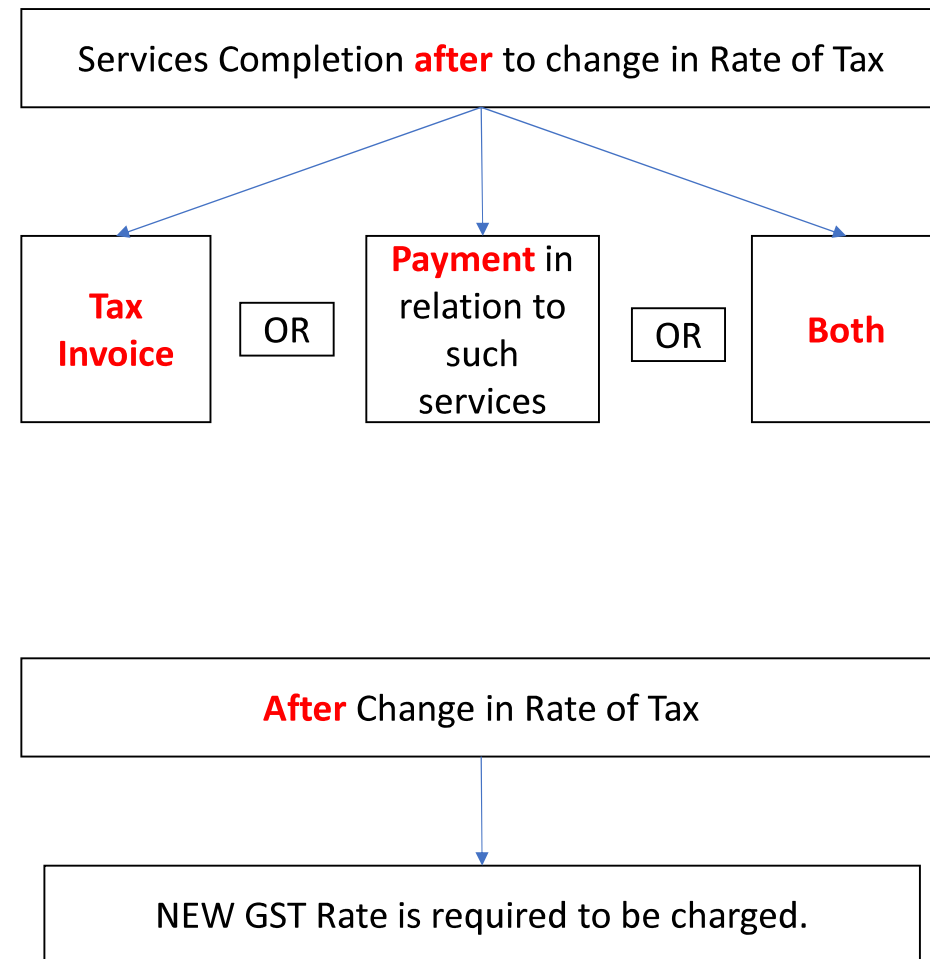 Services Completion after to change in Rate of Tax
Tax
Invoice
OR
Payment in
relation to
such
services
OR
Both
After Change in Rate of Tax
NEW GST Rate is required to be charged.